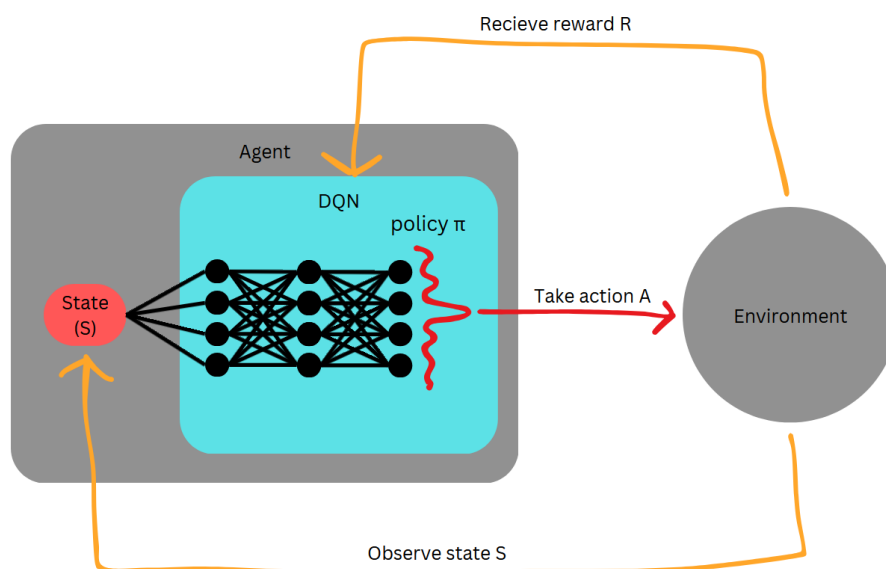 Recieve reward R
Agent
DQN
policy π
State
(S)
Take action A
Environment
Observe state S